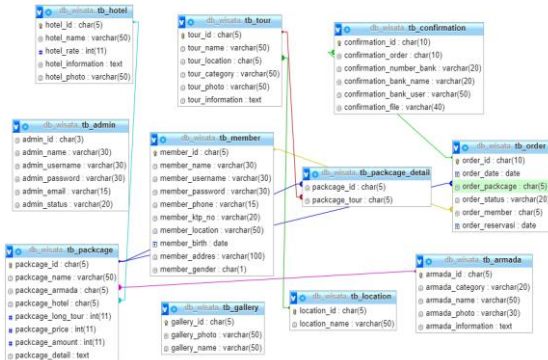 db_wisata tb_hotel
hotel_id : char(5)
hotel_name : varchar(50)
hotel_rate : int(11)
hotel_information : text
hotel_photo : varchar(50)
db_wisata tb_tour
tour_id : char(5)
tour_name : varchar(50)
tour_location : char(5)
tour_category : varchar(50)
tour_photo : varchar(50)
tour_information : text
db_wisata tb_confirmation
confirmation_id : char(10)
confirmation_order : char(10)
confirmation_number_bank : varchar(20)
confirmation_bank_name : varchar(20)
confirmation_bank_user : varchar(50)
confirmation_file : varchar(40)
db_wisata tb_admin
admin_id : char(3)
admin_name : varchar(30)
admin_username : varchar(30)
admin_password : varchar(30)
admin_email : varchar(15)
admin_status : varchar(20)
db_wisata tb_member
member_id : char(5)
member_name : varchar(30)
member_username : varchar(30)
member_password : varchar(30)
member_phone : varchar(15)
member_ktp_no : varchar(20)
member_location : varchar(50)
member_birth : date
member_addres : varchar(100)
member_gender : char(1)
db_wisata tb_packcage_detail
packcage_id : char(5)
packcage_tour : char(5)
db_wisata tb_order
order_id : char(10)
order_date : date
order_packcage : char(5)
order_status : varchar(20)
order_member : char(5)
order_reservasi : date
db_wisata tb_packcage
packcage_id : char(5)
packcage_name : varchar(50)
packcage_armada : char(5)
packcage_hotel : char(5)
packcage_long_tour : int(11)
packcage_price : int(11)
packcage_amount : int(11)
packcage_detail : text
db_wisata tb_gallery
gallery_id : char(5)
gallery_photo : varchar(50)
gallery_name : varchar(50)
db_wisata tb_location
location_id : char(5)
location_name : varchar(50)
db_wisata tb_armada
armada_id : char(5)
armada_category : varchar(20)
armada_name : varchar(50)
armada_photo : varchar(30)
armada_information : text